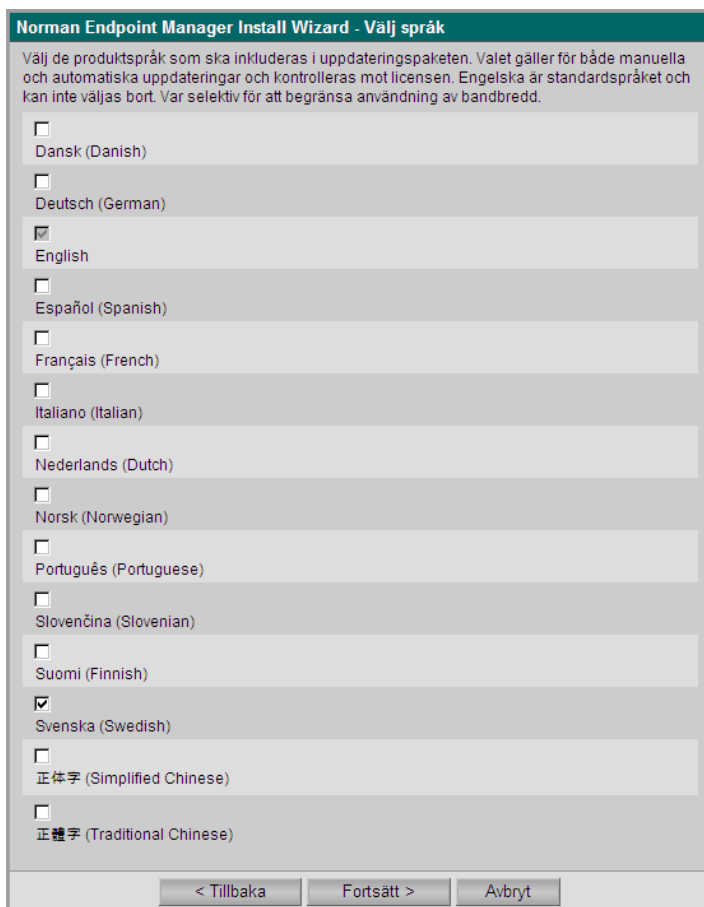 Norman Endpoint Manager Install Wizard - Välj språk
Välj de produktspråk som ska inkluderas i uppdateringspaketen. Valet gäller för både manuella
och automatiska uppdateringar och kontrolleras mot licensen. Engelska är standardspråket och
kan inte väljas bort. Var selektiv för att begränsa användning av bandbredd.
Dansk (Danish)
Deutsch (German)
English
Español (Spanish)
Français (French)
Italiano (Italian)
Nederlands (Dutch)
Norsk (Norwegian)
Português (Portuguese)
Slovenčina (Slovenian)
Suomi (Finnish)
Svenska (Swedish)
正体字 (Simplified Chinese)
正體字 (Traditional Chinese)
< Tillbaka
Fortsätt >
Avbryt